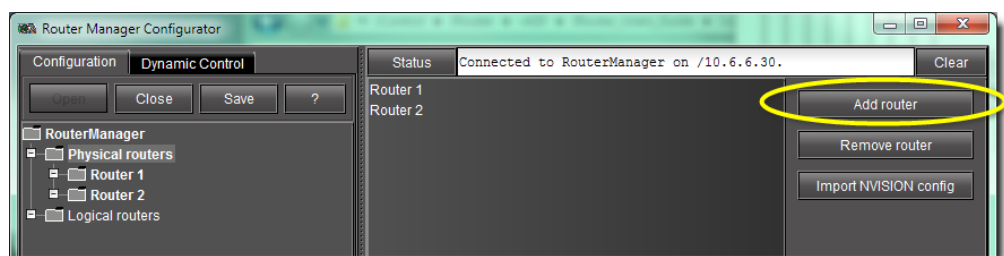 Router Manager Configurator
Configuration Dynamic Control
Open Close Save ?
RouterManager
Physical routers
Router 1
Router 2
Logical routers
Status Connected to RouterManager on /10.6.6.30. Clear
Router 1
Router 2
Add router
Remove router
Import NVISION config